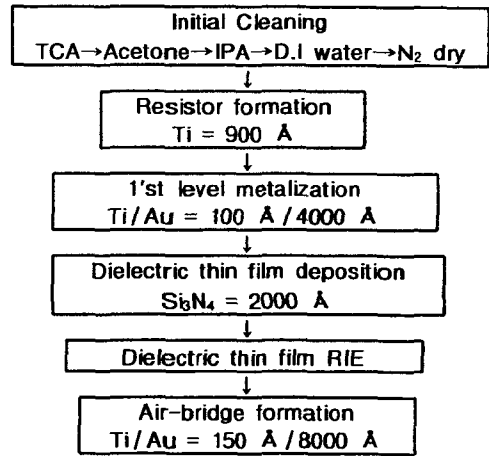 Initial Cleaning
TCA→Acetone→IPA→D.I water→N₂ dry
↓
Resistor formation
Ti = 900 Å
↓
1'st level metalization
Ti/Au = 100 Å/4000 Å
↓
Dielectric thin film deposition
Si₃N₄ = 2000 Å
↓
Dielectric thin film RIE
↓
Air-bridge formation
Ti/Au = 150 Å/8000 Å